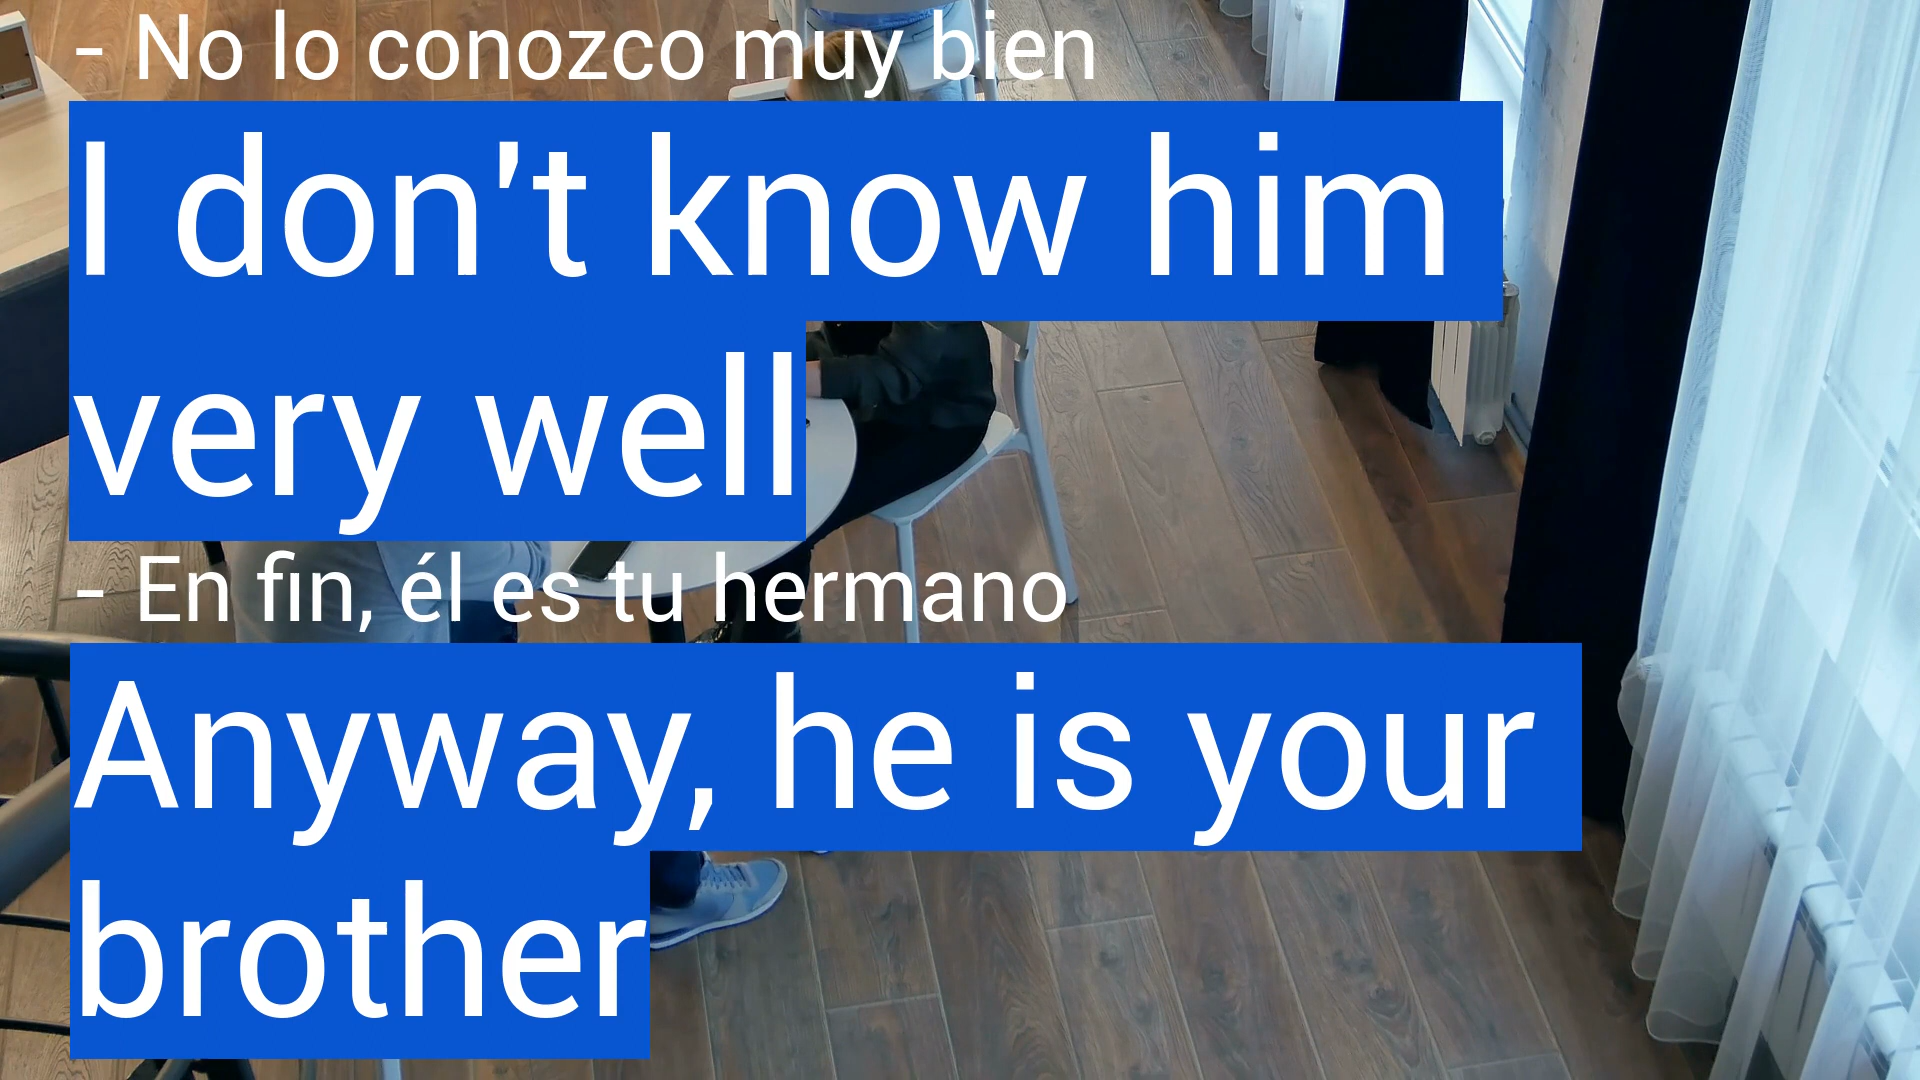 - No lo conozco muy bien
I don't know him
very well
- En fin, él es tu hermano
Anyway, he is your
brother